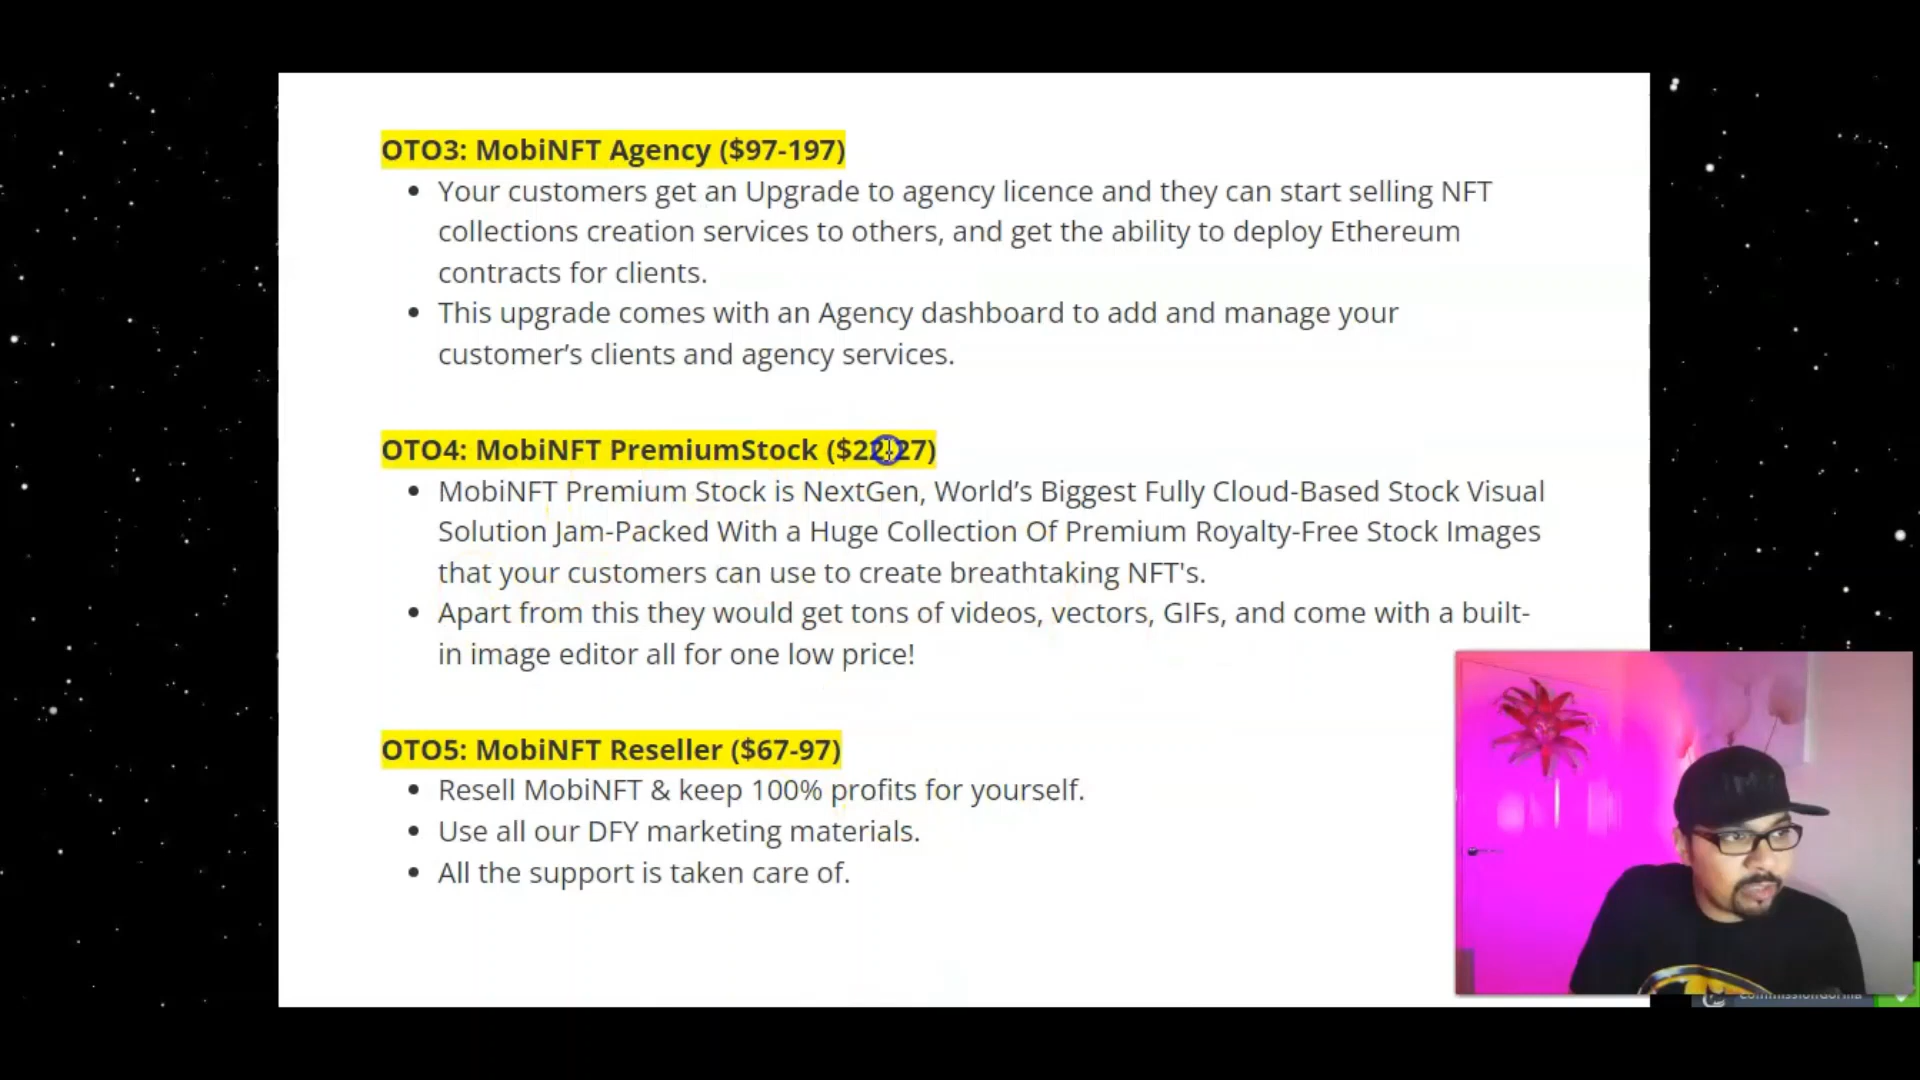 OTO3: MobiNFT Agency ($97-197)
• Your customers get an Upgrade to agency licence and they can start selling NFT
collections creation services to others, and get the ability to deploy Ethereum
contracts for clients.
• This upgrade comes with an Agency dashboard to add and manage your
customer’s clients and agency services.
OTO4: MobiNFT PremiumStock ($22-27)
• MobiNFT Premium Stock is NextGen, World’s Biggest Fully Cloud-Based Stock Visual
Solution Jam-Packed With a Huge Collection Of Premium Royalty-Free Stock Images
that your customers can use to create breathtaking NFT's.
• Apart from this they would get tons of videos, vectors, GIFs, and come with a built-
in image editor all for one low price!
OTO5: MobiNFT Reseller ($67-97)
• Resell MobiNFT & keep 100% profits for yourself.
• Use all our DFY marketing materials.
• All the support is taken care of.